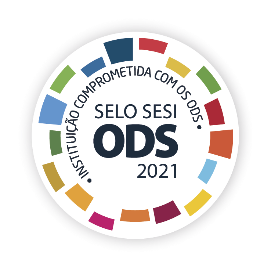 • INSTITUIÇÃO COMPROMETIDA COM OS ODS •
SELO SESI
ODS
2021